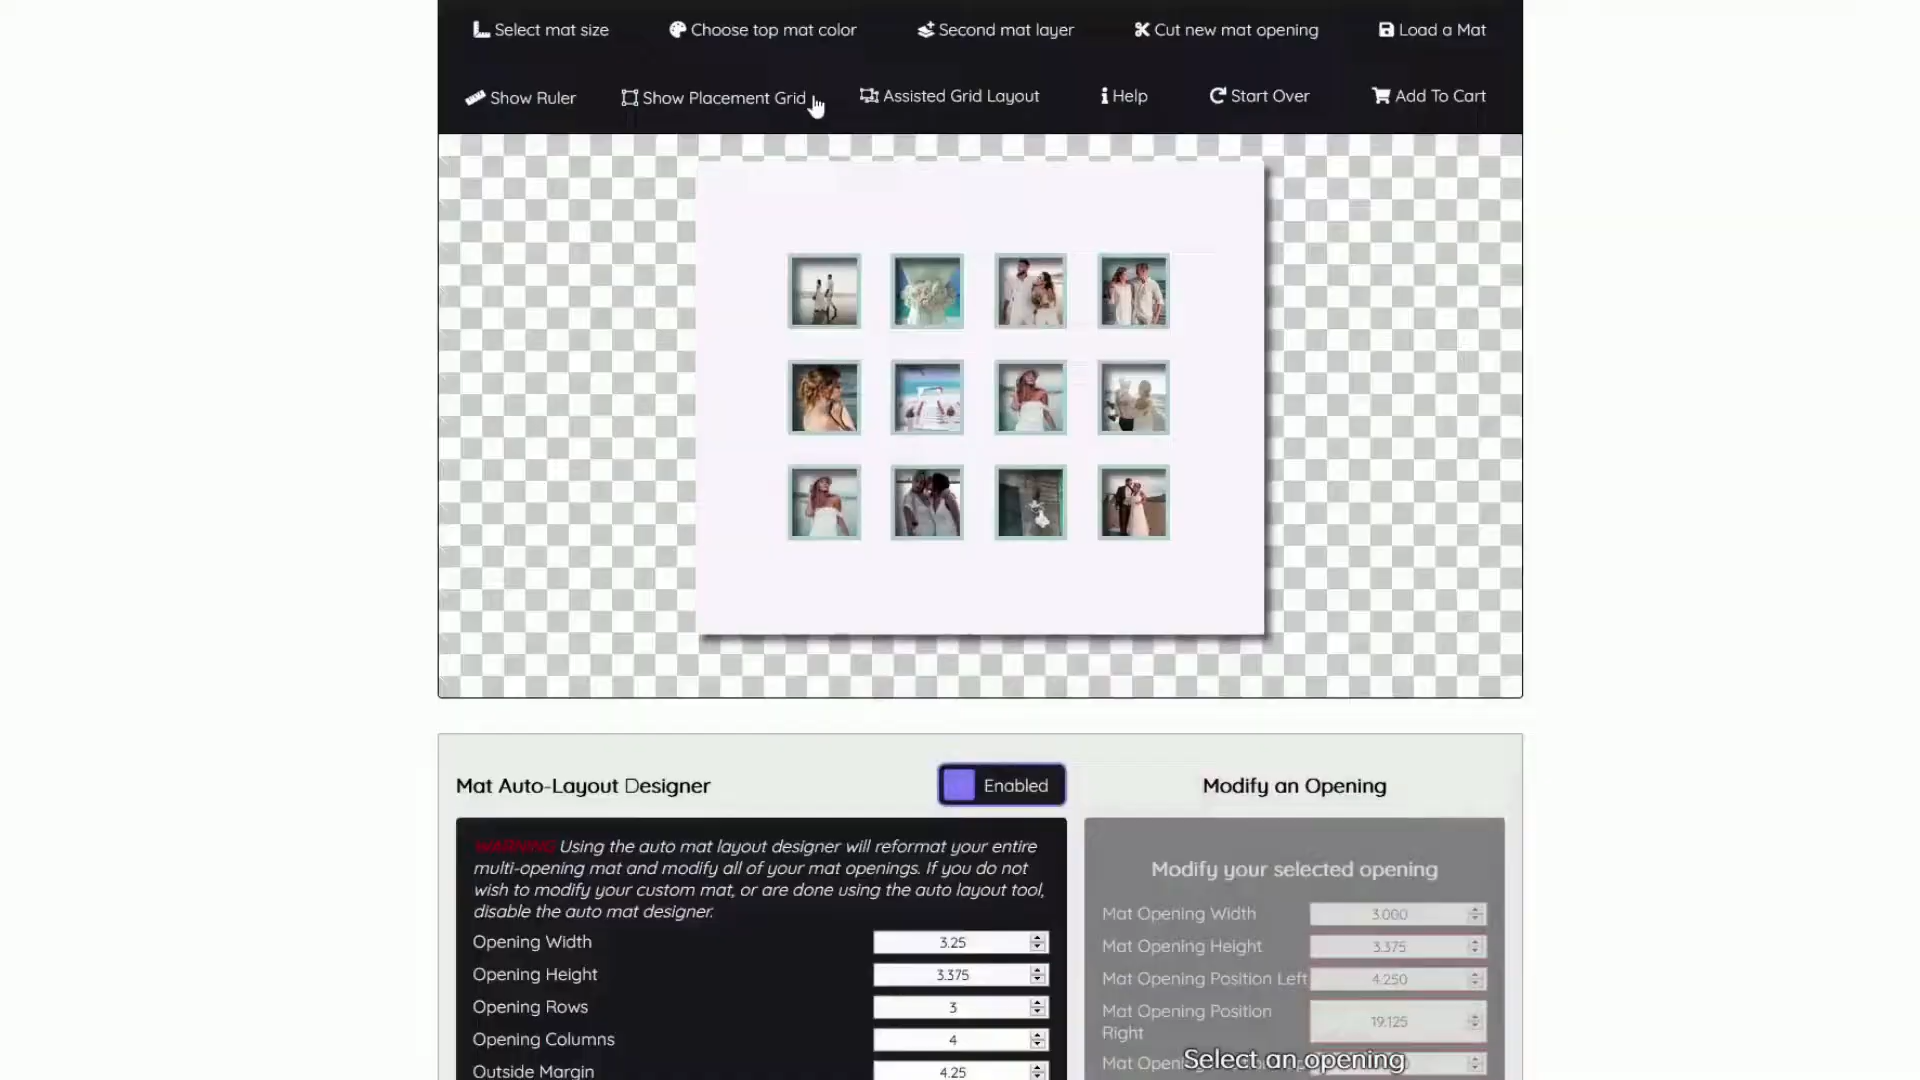 Select mat size
Choose top mat color
Second mat layer
Cut new mat opening
Load a Mat
Show Ruler
Show Placement Grid
Assisted Grid Layout
Help
Start Over
Add To Cart
Mat Auto-Layout Designer
Enabled
WARNING Using the auto mat layout designer will reformat your entire
multi-opening mat and modify all of your mat openings. If you do not
wish to modify your custom mat, or are done using the auto layout tool,
disable the auto mat designer.
Opening Width 3.25
Opening Height 3.375
Opening Rows 3
Opening Columns 4
Outside Margin 4.25
Modify an Opening
Modify your selected opening
Mat Opening Width 3.000
Mat Opening Height 3.375
Mat Opening Position Left 4.250
Mat Opening Position
Right 19.125
Mat
Select an opening